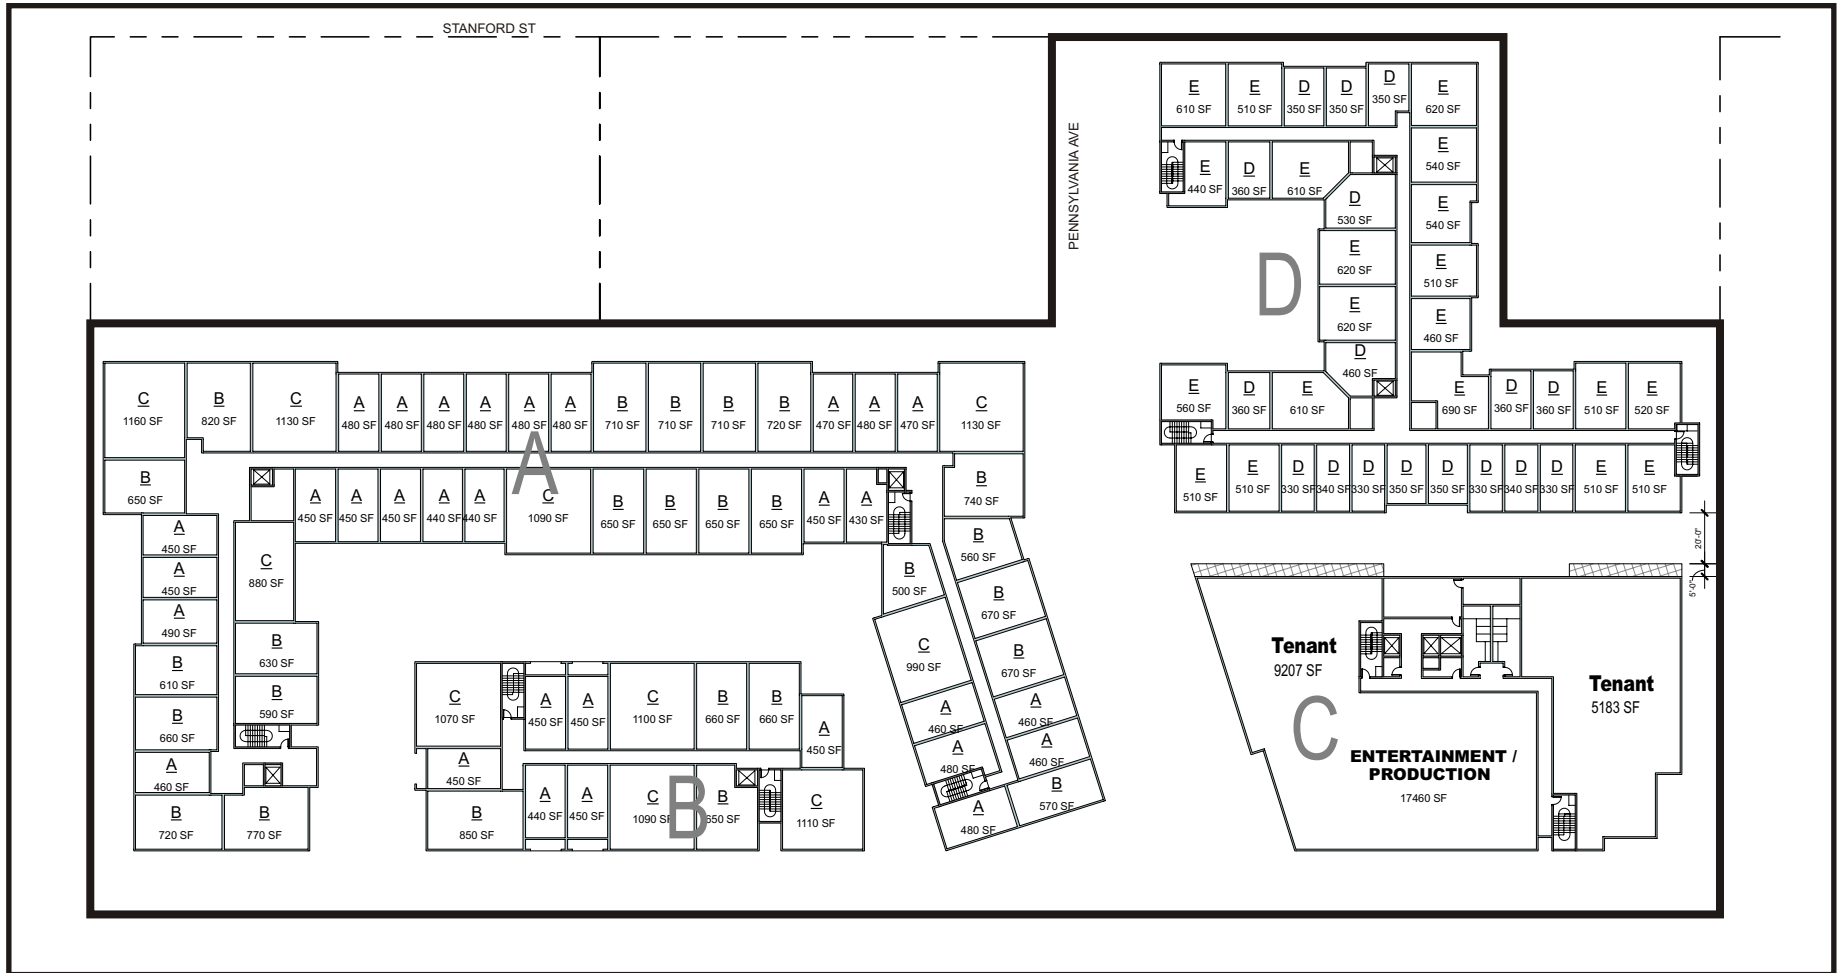 STANFORD ST
PENNSYLVANIA AVE
E
610 SF
E
510 SF
D
350 SF
D
350 SF
D
350 SF
E
620 SF
E
440 SF
D
360 SF
E
610 SF
E
540 SF
D
530 SF
E
540 SF
E
620 SF
E
510 SF
D
E
620 SF
E
460 SF
D
460 SF
E
560 SF
D
360 SF
E
610 SF
E
690 SF
D
360 SF
D
360 SF
E
510 SF
E
520 SF
E
510 SF
E
510 SF
D
330 SF
D
340 SF
D
330 SF
D
350 SF
D
350 SF
D
330 SF
D
340 SF
D
330 SF
E
510 SF
E
510 SF
C
1160 SF
B
820 SF
C
1130 SF
A
480 SF
A
480 SF
A
480 SF
A
480 SF
A
480 SF
A
480 SF
B
710 SF
B
710 SF
B
710 SF
B
720 SF
A
470 SF
A
480 SF
A
470 SF
C
1130 SF
A
B
650 SF
A
450 SF
A
450 SF
A
450 SF
A
440 SF
A
440 SF
C
1090 SF
B
650 SF
B
650 SF
B
650 SF
B
650 SF
A
450 SF
A
430 SF
B
740 SF
A
450 SF
A
450 SF
A
490 SF
B
610 SF
B
660 SF
A
460 SF
B
720 SF
B
770 SF
C
880 SF
B
630 SF
B
590 SF
B
560 SF
B
500 SF
B
670 SF
C
990 SF
B
670 SF
A
460 SF
A
460 SF
A
480 SF
A
460 SF
A
480 SF
B
570 SF
C
1070 SF
A
450 SF
A
450 SF
C
1100 SF
B
660 SF
B
660 SF
A
450 SF
A
450 SF
B
850 SF
A
440 SF
A
450 SF
C
1090 SF
B
B
650 SF
C
1110 SF
20'-0"
5'-0"
Tenant
9207 SF
Tenant
5183 SF
C
ENTERTAINMENT /
PRODUCTION
17460 SF